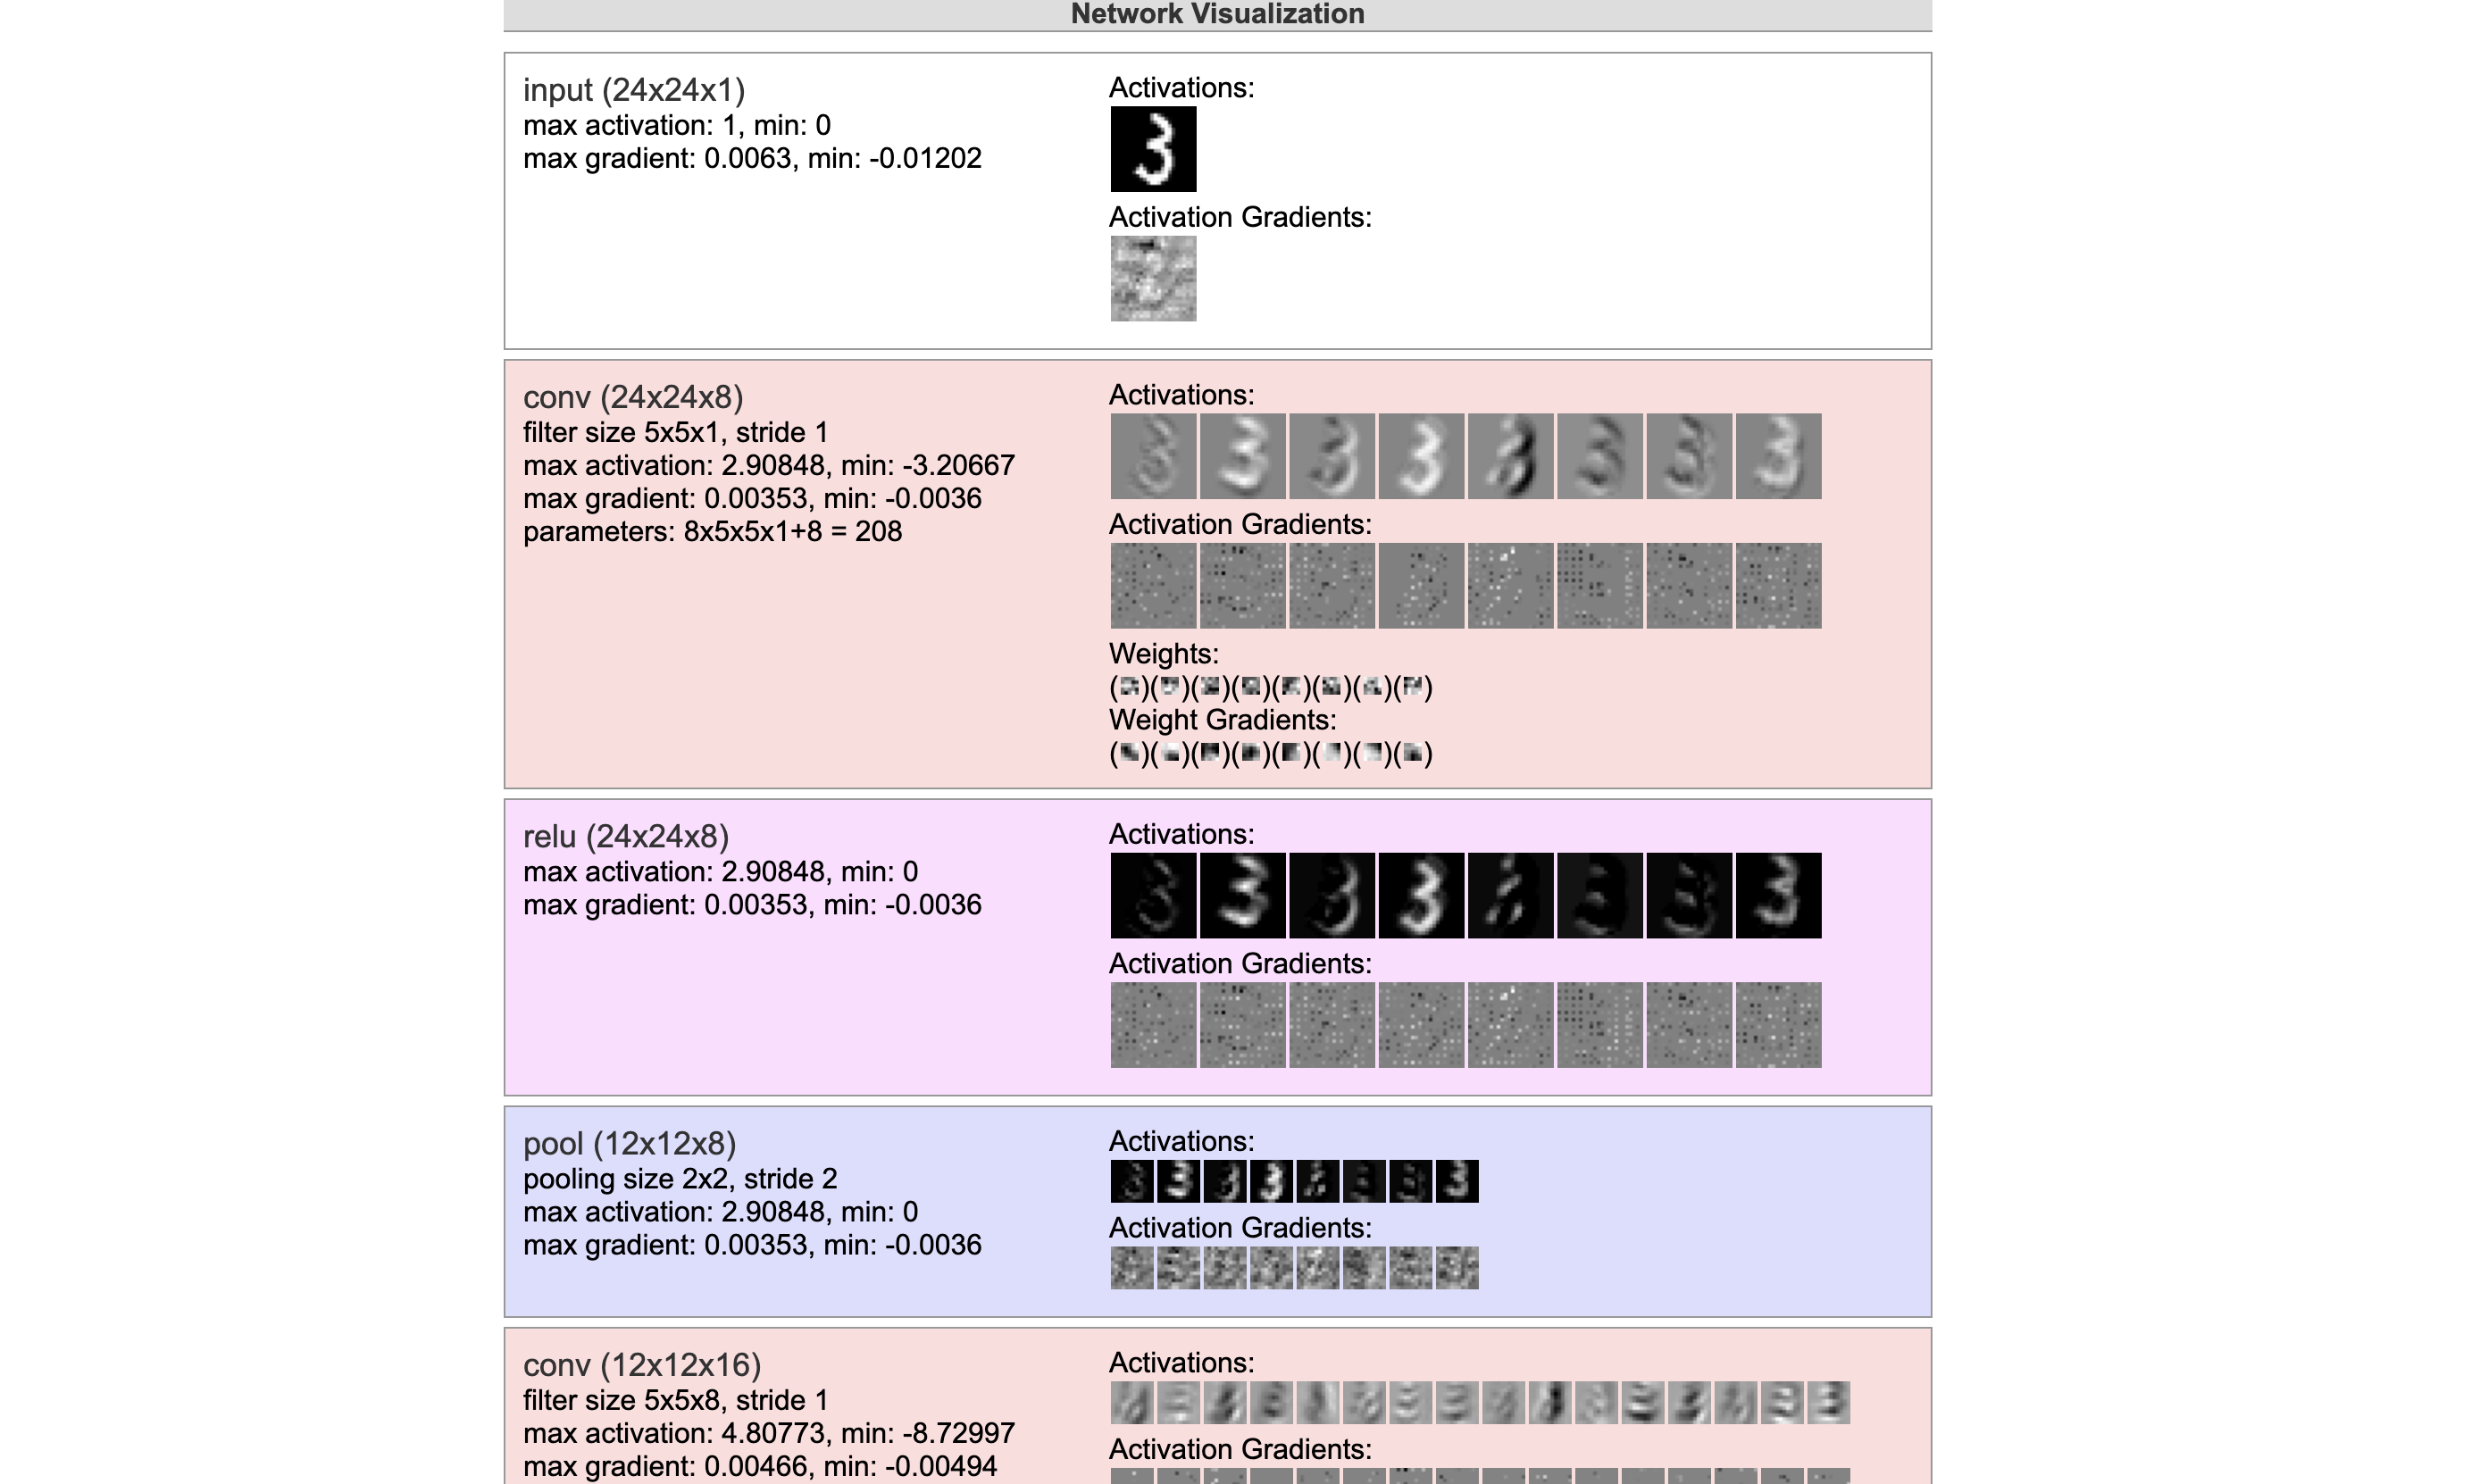 Network Visualization
input (24x24x1)
max activation: 1, min: 0
max gradient: 0.0063, min: -0.01202
Activations:
Activation Gradients:
conv (24x24x8)
filter size 5x5x1, stride 1
max activation: 2.90848, min: -3.20667
max gradient: 0.00353, min: -0.0036
parameters: 8x5x5x1+8 = 208
Activations:
Activation Gradients:
Weights:
( )( )( )( )( )( )( )( )
Weight Gradients:
( )( )( )( )( )( )( )( )
relu (24x24x8)
max activation: 2.90848, min: 0
max gradient: 0.00353, min: -0.0036
Activations:
Activation Gradients:
pool (12x12x8)
pooling size 2x2, stride 2
max activation: 2.90848, min: 0
max gradient: 0.00353, min: -0.0036
Activations:
Activation Gradients:
conv (12x12x16)
filter size 5x5x8, stride 1
max activation: 4.80773, min: -8.72997
max gradient: 0.00466, min: -0.00494
Activations:
Activation Gradients: